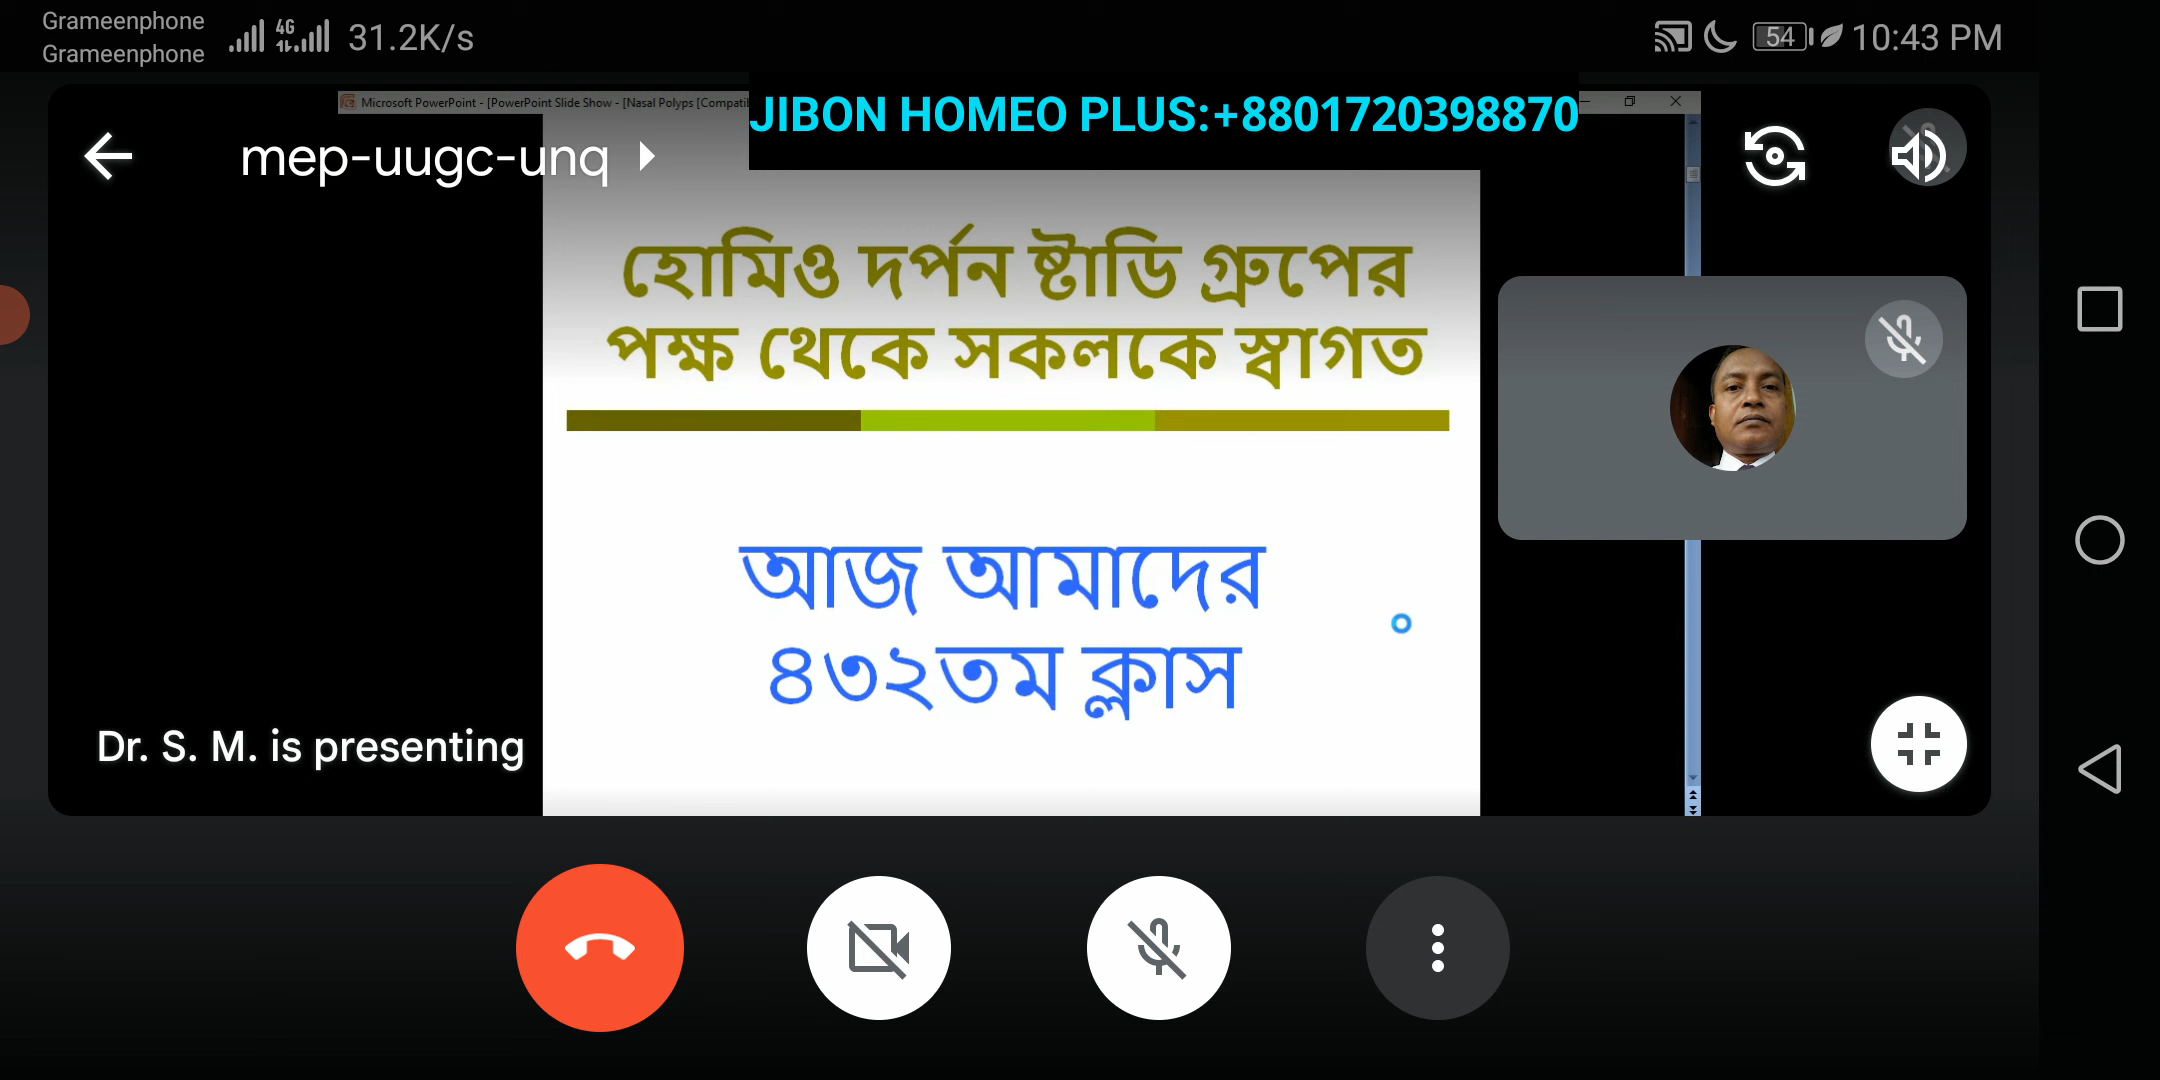 Grameenphone
Grameenphone
4G
31.2K/s
54
10:43 PM
Microsoft PowerPoint - [PowerPoint Slide Show - [Nasal Polyps [Compati
JIBON HOMEO PLUS:+8801720398870
mep-uugc-unq
হোমিও দর্পন ষ্টাডি গ্রুপের
পক্ষ থেকে সকলকে স্বাগত
আজ আমাদের
৪৩২তম ক্লাস
Dr. S. M. is presenting